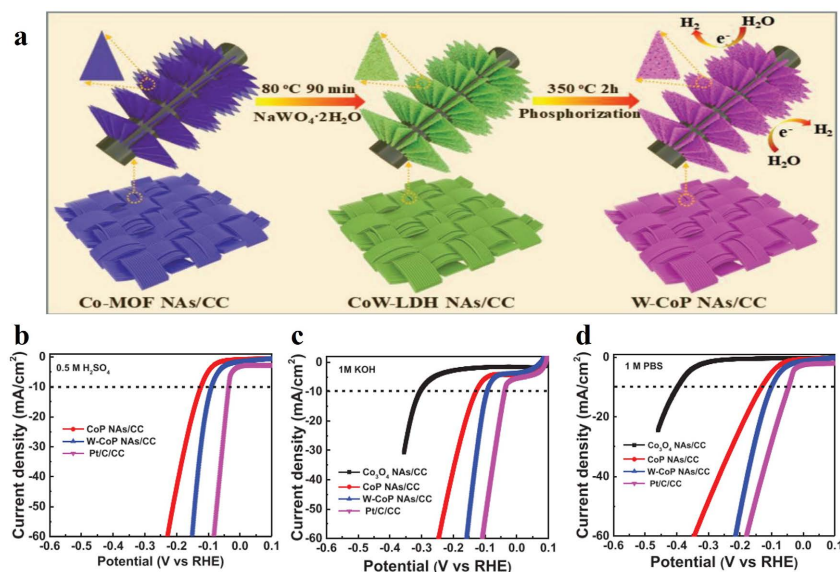 a
H₂ H₂O
e⁻
80 °C 90 min
NaWO₄·2H₂O
350 °C 2h
Phosphorization
e⁻
H₂
H₂O
Co-MOF NAs/CC
CoW-LDH NAs/CC
W-CoP NAs/CC
b
0.5 M H₂SO₄
CoP NAs/CC
W-CoP NAs/CC
Pt/C/CC
Current density (mA/cm²)
0
-10
-20
-30
-40
-50
-60
-0.6 -0.5 -0.4 -0.3 -0.2 -0.1 0.0 0.1
Potential (V vs RHE)
c
1M KOH
Co₃O₄ NAs/CC
CoP NAs/CC
W-CoP NAs/CC
Pt/C/CC
Current density (mA/cm²)
0
-10
-20
-30
-40
-50
-60
-0.6 -0.5 -0.4 -0.3 -0.2 -0.1 0.0 0.1
Potential (V vs RHE)
d
1 M PBS
Co₃O₄ NAs/CC
CoP NAs/CC
W-CoP NAs/CC
Pt/C/CC
Current density (mA/cm²)
0
-10
-20
-30
-40
-50
-60
-0.6 -0.5 -0.4 -0.3 -0.2 -0.1 0.0 0.1
Potential (V vs RHE)